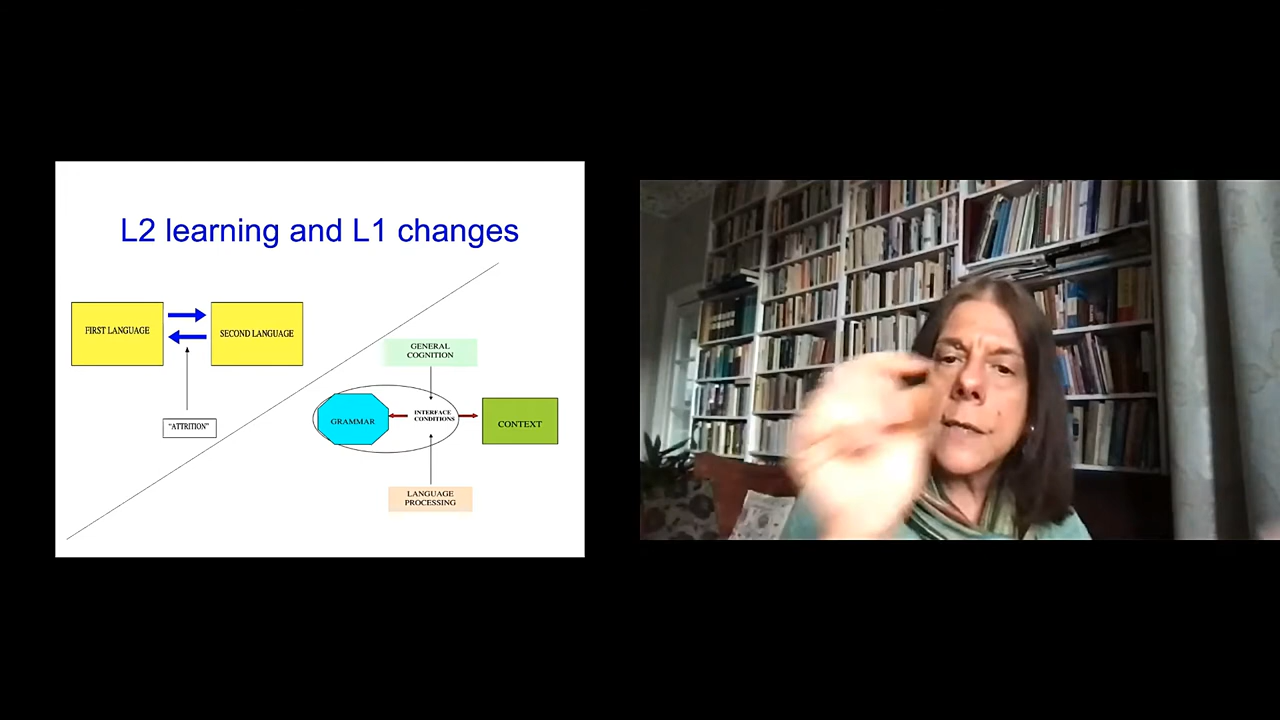 L2 learning and L1 changes
FIRST LANGUAGE
SECOND LANGUAGE
"ATTRITION"
GENERAL
COGNITION
GRAMMAR
INTERFACE
CONDITIONS
CONTEXT
LANGUAGE
PROCESSING